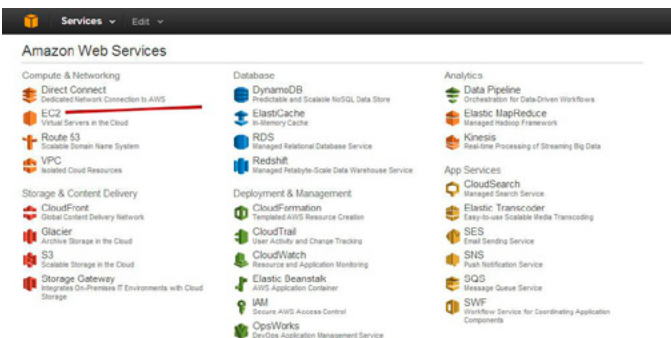 Services
Edit
Amazon Web Services
Compute & Networking
Direct Connect
Dedicated Network Connection to AWS
EC2
Virtual Servers in the Cloud
Route 53
Scalable Domain Name System
VPC
Isolated Cloud Resources
Storage & Content Delivery
CloudFront
Global Content Delivery Network
Glacier
Archive Storage in the Cloud
S3
Scalable Storage in the Cloud
Storage Gateway
Integrates On-Premises IT Environments with Cloud
Storage
Database
DynamoDB
Predictable and Scalable NoSQL Data Store
ElastiCache
In-Memory Cache
RDS
Managed Relational Database Service
Redshift
Managed Petabyte-Scale Data Warehouse Service
Deployment & Management
CloudFormation
Templated AWS Resource Creation
CloudTrail
User Activity and Change Tracking
CloudWatch
Resource and Application Monitoring
Elastic Beanstalk
AWS Application Container
IAM
Secure AWS Access Control
OpsWorks
DevOps Application Management Service
Analytics
Data Pipeline
Orchestration for Data-Driven Workflows
Elastic MapReduce
Managed Hadoop Framework
Kinesis
Real-time Processing of Streaming Big Data
App Services
CloudSearch
Managed Search Service
Elastic Transcoder
Easy-to-use Scalable Media Transcoding
SES
Email Sending Service
SNS
Push Notification Service
SQS
Message Queue Service
SWF
Workflow Service for Coordinating Application
Components